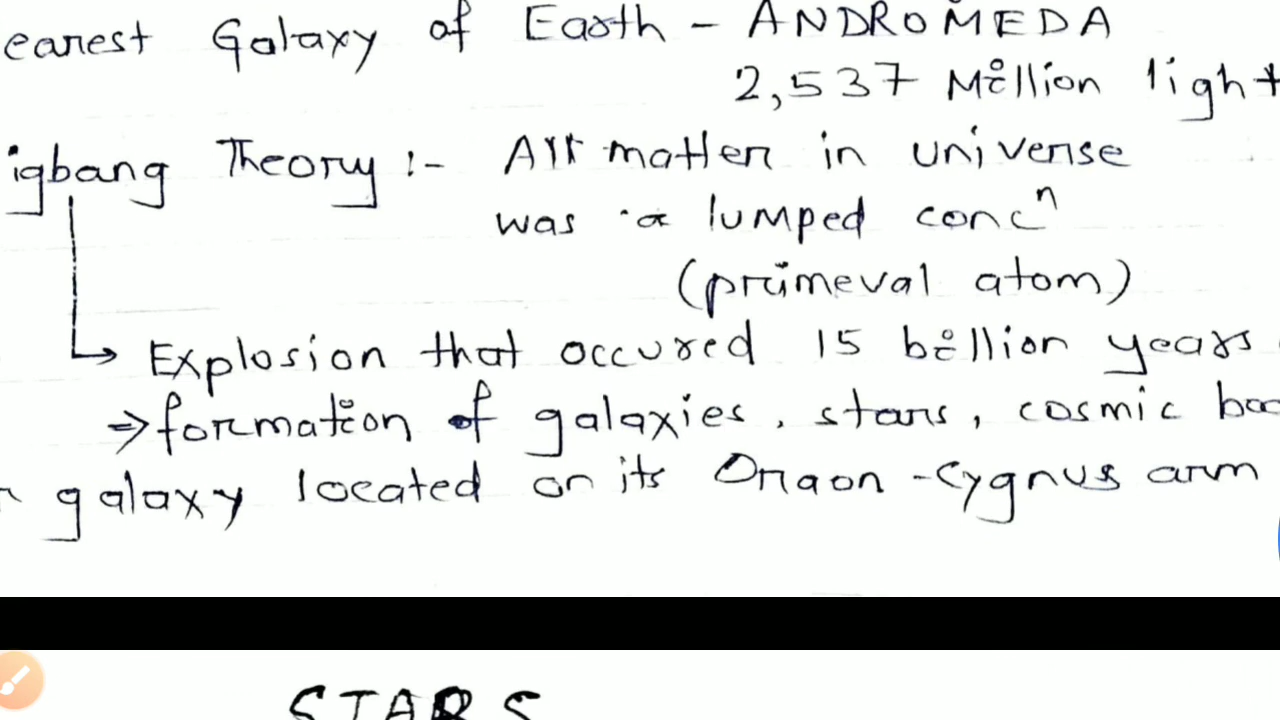 earest Galaxy of Earth - ANDROMEDA
2,537 Million light
igbang Theory :- All matter in universe
was a lumped concn
(primeval atom)
Explosion that occured 15 billion years
⇒ formation of galaxies, stars, cosmic bod
galaxy located on its Oraon-Cygnus arm
STARS